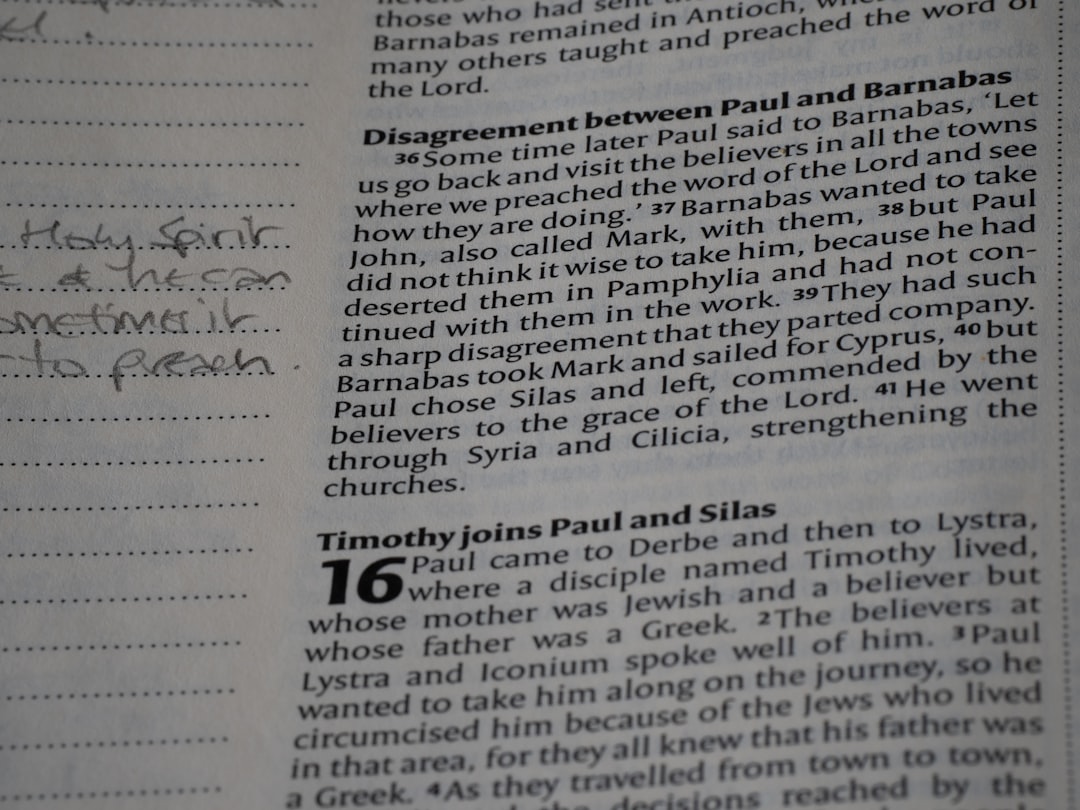 Holy Spirit
& he can
it
to preach.
those who had sent
Barnabas remained in Antioch,
many others taught and preached the word of
the Lord.
Disagreement between Paul and Barnabas
36 Some time later Paul said to Barnabas, ‘Let
us go back and visit the believers in all the towns
where we preached the word of the Lord and see
how they are doing.’ 37 Barnabas wanted to take
John, also called Mark, with them, 38 but Paul
did not think it wise to take him, because he had
deserted them in Pamphylia and had not con-
tinued with them in the work. 39 They had such
a sharp disagreement that they parted company.
Barnabas took Mark and sailed for Cyprus, 40 but
Paul chose Silas and left, commended by the
believers to the grace of the Lord. 41 He went
through Syria and Cilicia, strengthening the
churches.
Timothy joins Paul and Silas
16 Paul came to Derbe and then to Lystra,
where a disciple named Timothy lived,
whose mother was Jewish and a believer but
whose father was a Greek. 2 The believers at
Lystra and Iconium spoke well of him. 3 Paul
wanted to take him along on the journey, so he
circumcised him because of the Jews who lived
in that area, for they all knew that his father was
a Greek. 4 As they travelled from town to town,
the decisions reached by the